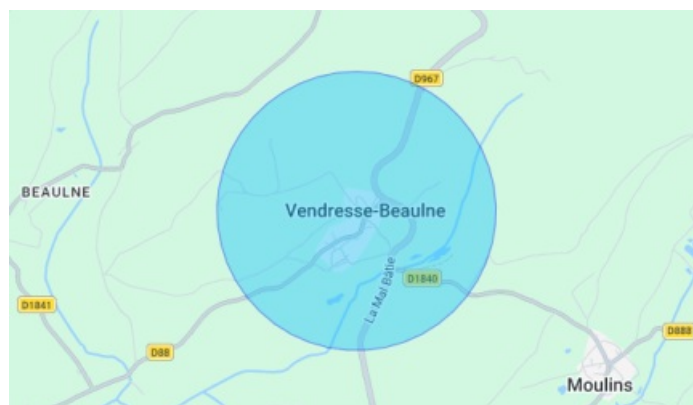 D967
BEAULNE
Vendresse-Beaulne
La Mal Bâtie
D1840
D1841
D88
D888
Moulins